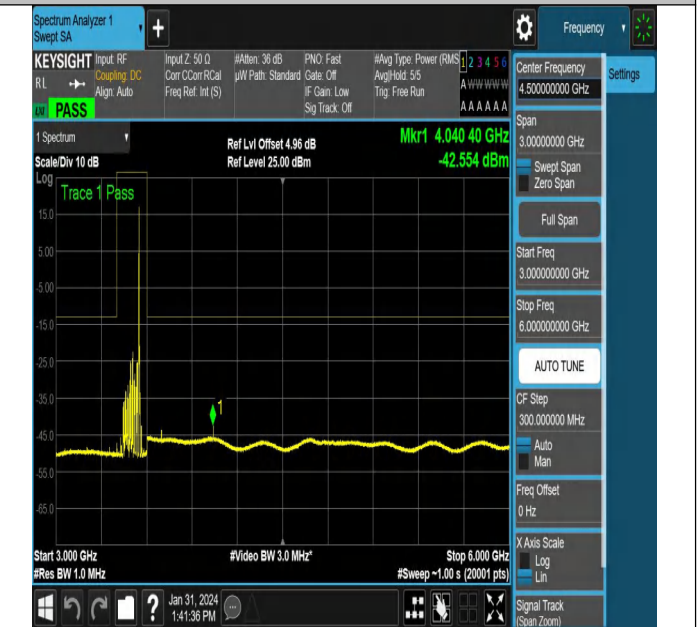 Spectrum Analyzer 1
Swept SA
+
Frequency
KEYSIGHT
RL
PASS
Input: RF
Coupling: DC
Align: Auto
Input Z: 50 Ω
Corr CCorr RCal
Freq Ref: Int (S)
#Atten: 36 dB
µW Path: Standard
PNO: Fast
Gate: Off
IF Gain: Low
Sig Track: Off
#Avg Type: Power (RMS
Avg|Hold: 5/5
Trig: Free Run
1 2 3 4 5 6
A W W W W W
A A A A A A
1 Spectrum
Scale/Div 10 dB
Ref Lvl Offset 4.96 dB
Ref Level 25.00 dBm
Mkr1 4.040 40 GHz
-42.554 dBm
Log
Trace 1 Pass
15.0
5.00
-5.00
-15.0
-25.0
-35.0
-45.0
-55.0
-65.0
1
Start 3.000 GHz
#Res BW 1.0 MHz
#Video BW 3.0 MHz*
Stop 6.000 GHz
#Sweep ~1.00 s (20001 pts)
Center Frequency
4.500000000 GHz
Settings
Span
3.00000000 GHz
Swept Span
Zero Span
Full Span
Start Freq
3.000000000 GHz
Stop Freq
6.000000000 GHz
AUTO TUNE
CF Step
300.000000 MHz
Auto
Man
Freq Offset
0 Hz
X Axis Scale
Log
Lin
Signal Track
(Span Zoom)
?
Jan 31, 2024
1:41:36 PM